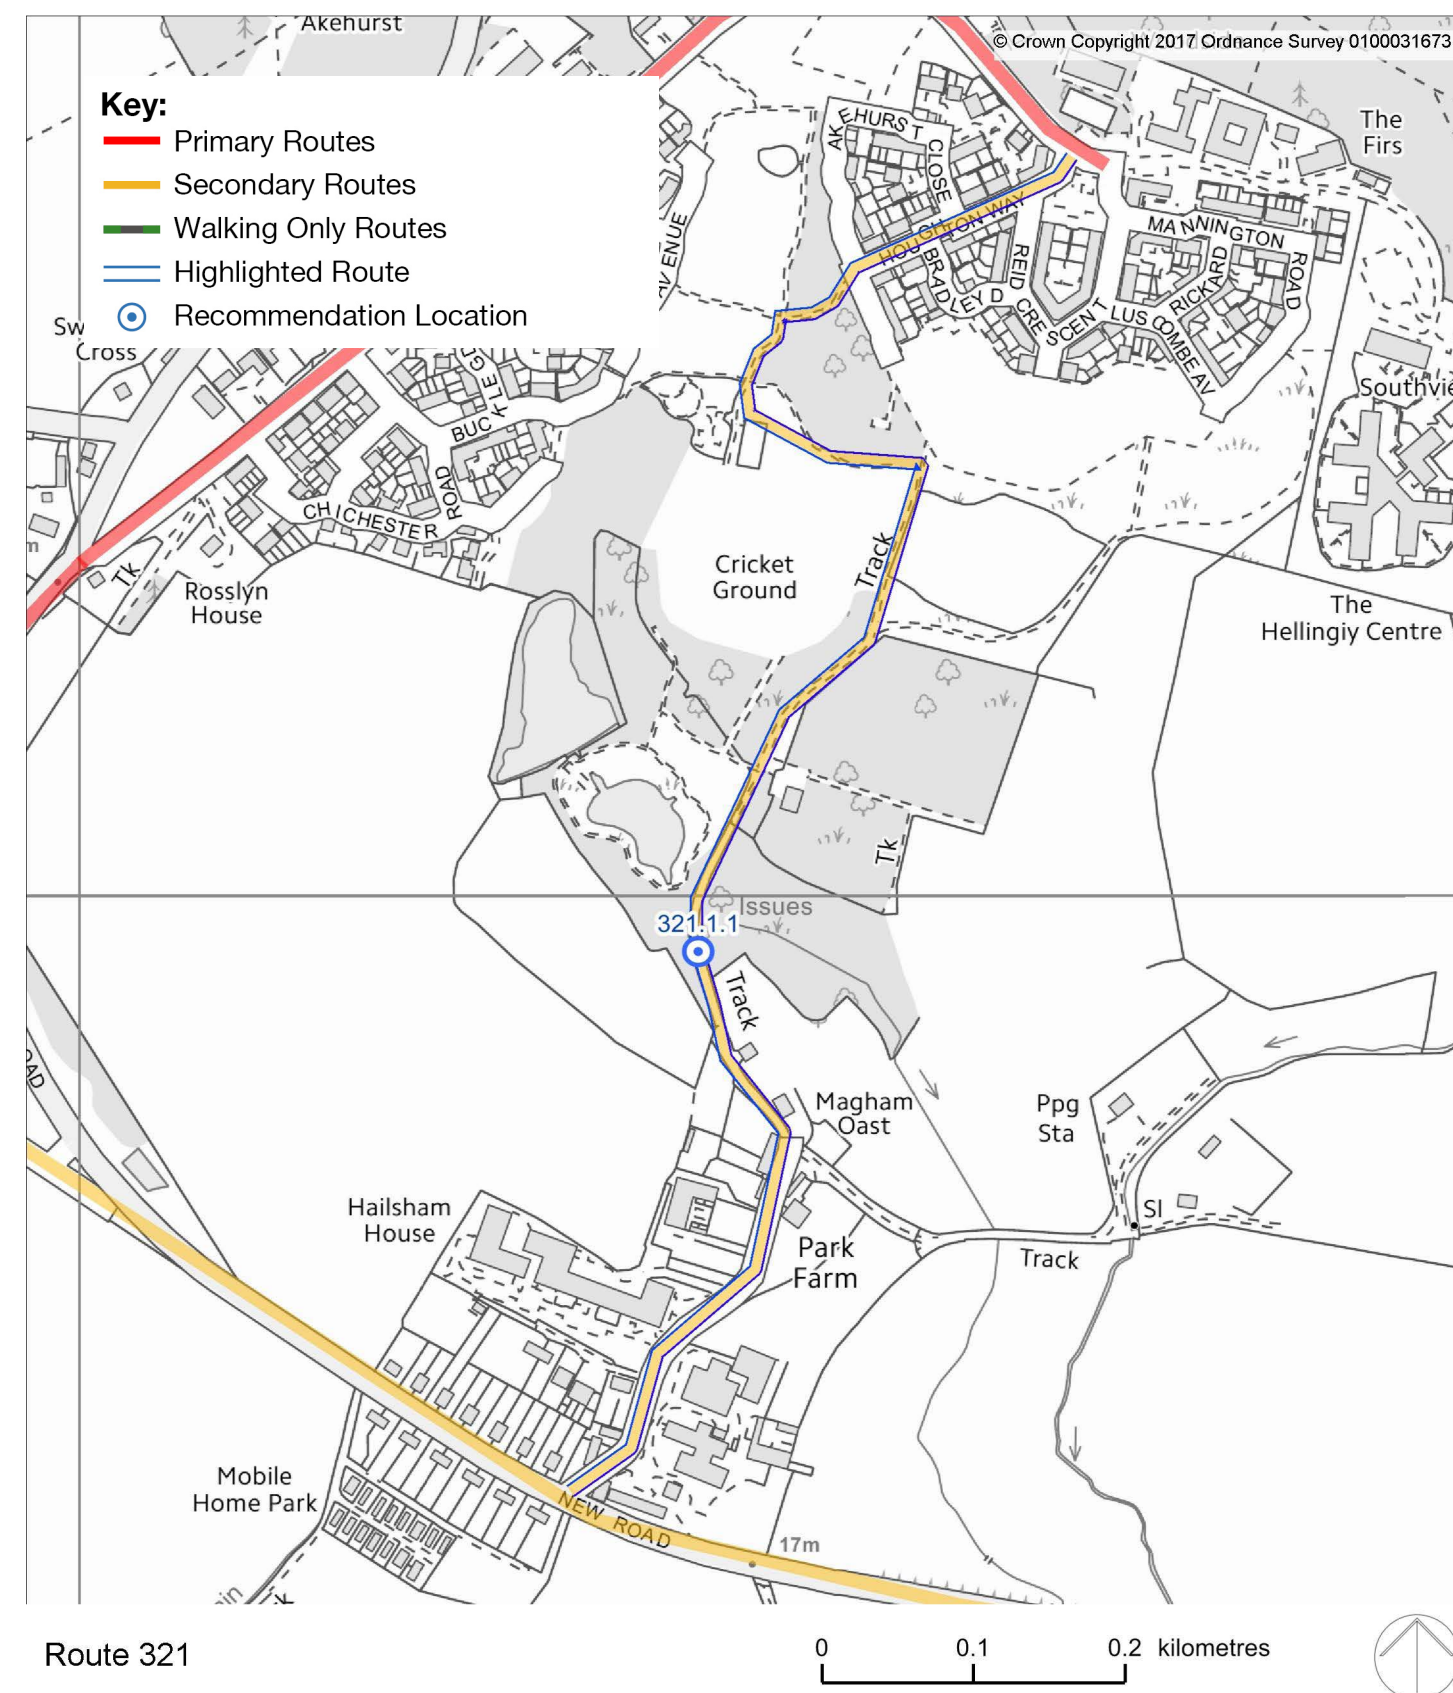 Akehurst
© Crown Copyright 2017 Ordnance Survey 0100031673
Key:
Primary Routes
Secondary Routes
Walking Only Routes
Highlighted Route
Recommendation Location
The
Firs
AKEHURST
CLOSE
HOUGHTON WAY
MANNINGTON
ROAD
BRADLEY D
REID
CRESCENT
LUSCOMBE AV
RICKARD
AVENUE
Sw
Cross
Southvie
BUC
ROAD
CHICHESTER
m
Tk
Rosslyn
House
Cricket
Ground
Track
The
Hellingiy Centre
Tk
Issues
321.1.1
Track
OAD
Magham
Oast
Ppg
Sta
Hailsham
House
Sl
Park
Farm
Track
Mobile
Home Park
NEW ROAD
17m
Route 321
0 0.1 0.2 kilometres